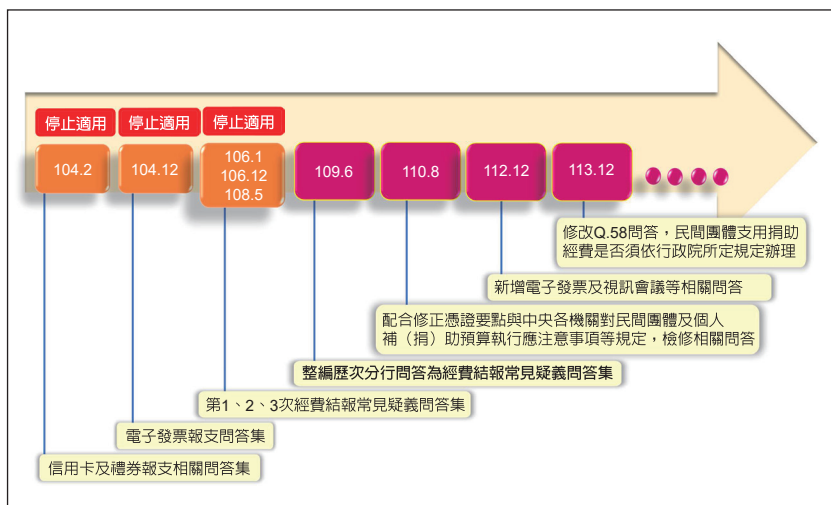 停止適用
停止適用
停止適用
104.2
104.12
106.1
106.12
108.5
109.6
110.8
112.12
113.12
修改Q.58問答，民間團體支用捐助
經費是否須依行政院所定規定辦理
新增電子發票及視訊會議等相關問答
配合修正憑證要點與中央各機關對民間團體及個人
補（捐）助預算執行應注意事項等規定，檢修相關問答
整編歷次分行問答為經費結報常見疑義問答集
第1、2、3次經費結報常見疑義問答集
電子發票報支問答集
信用卡及禮券報支相關問答集